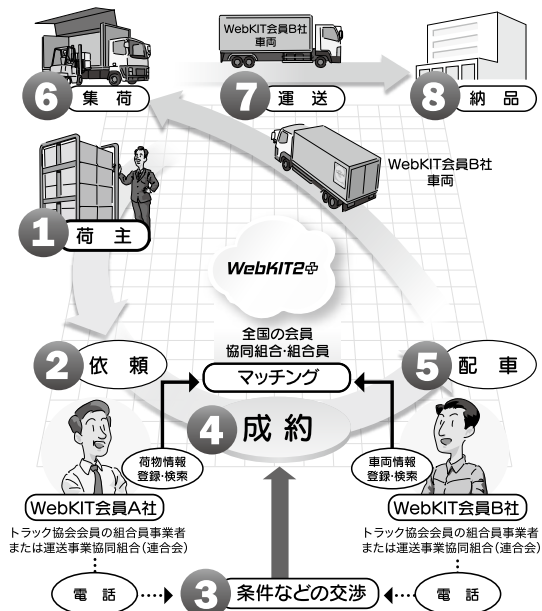 WebKIT会員B社
車両
6 集荷
7 運送
8 納品
WebKIT会員B社
車両
1 荷主
WebKIT2+
全国の会員
協同組合・組合員
マッチング
2 依頼
5 配車
4 成約
荷物情報
登録・検索
車両情報
登録・検索
WebKIT会員A社
トラック協会会員の組合員事業者
または運送事業協同組合(連合会)
WebKIT会員B社
トラック協会会員の組合員事業者
または運送事業協同組合(連合会)
電話
3 条件などの交渉
電話